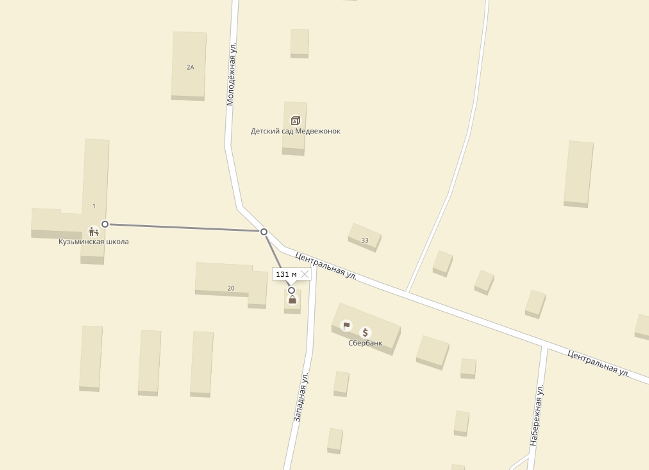 2А
Молодёжная ул.
Детский сад Медвежонок
1
Кузьминская школа
33
Центральная ул.
131 м
20
Сбербанк
Центральная ул.
Западная ул.
Набережная ул.